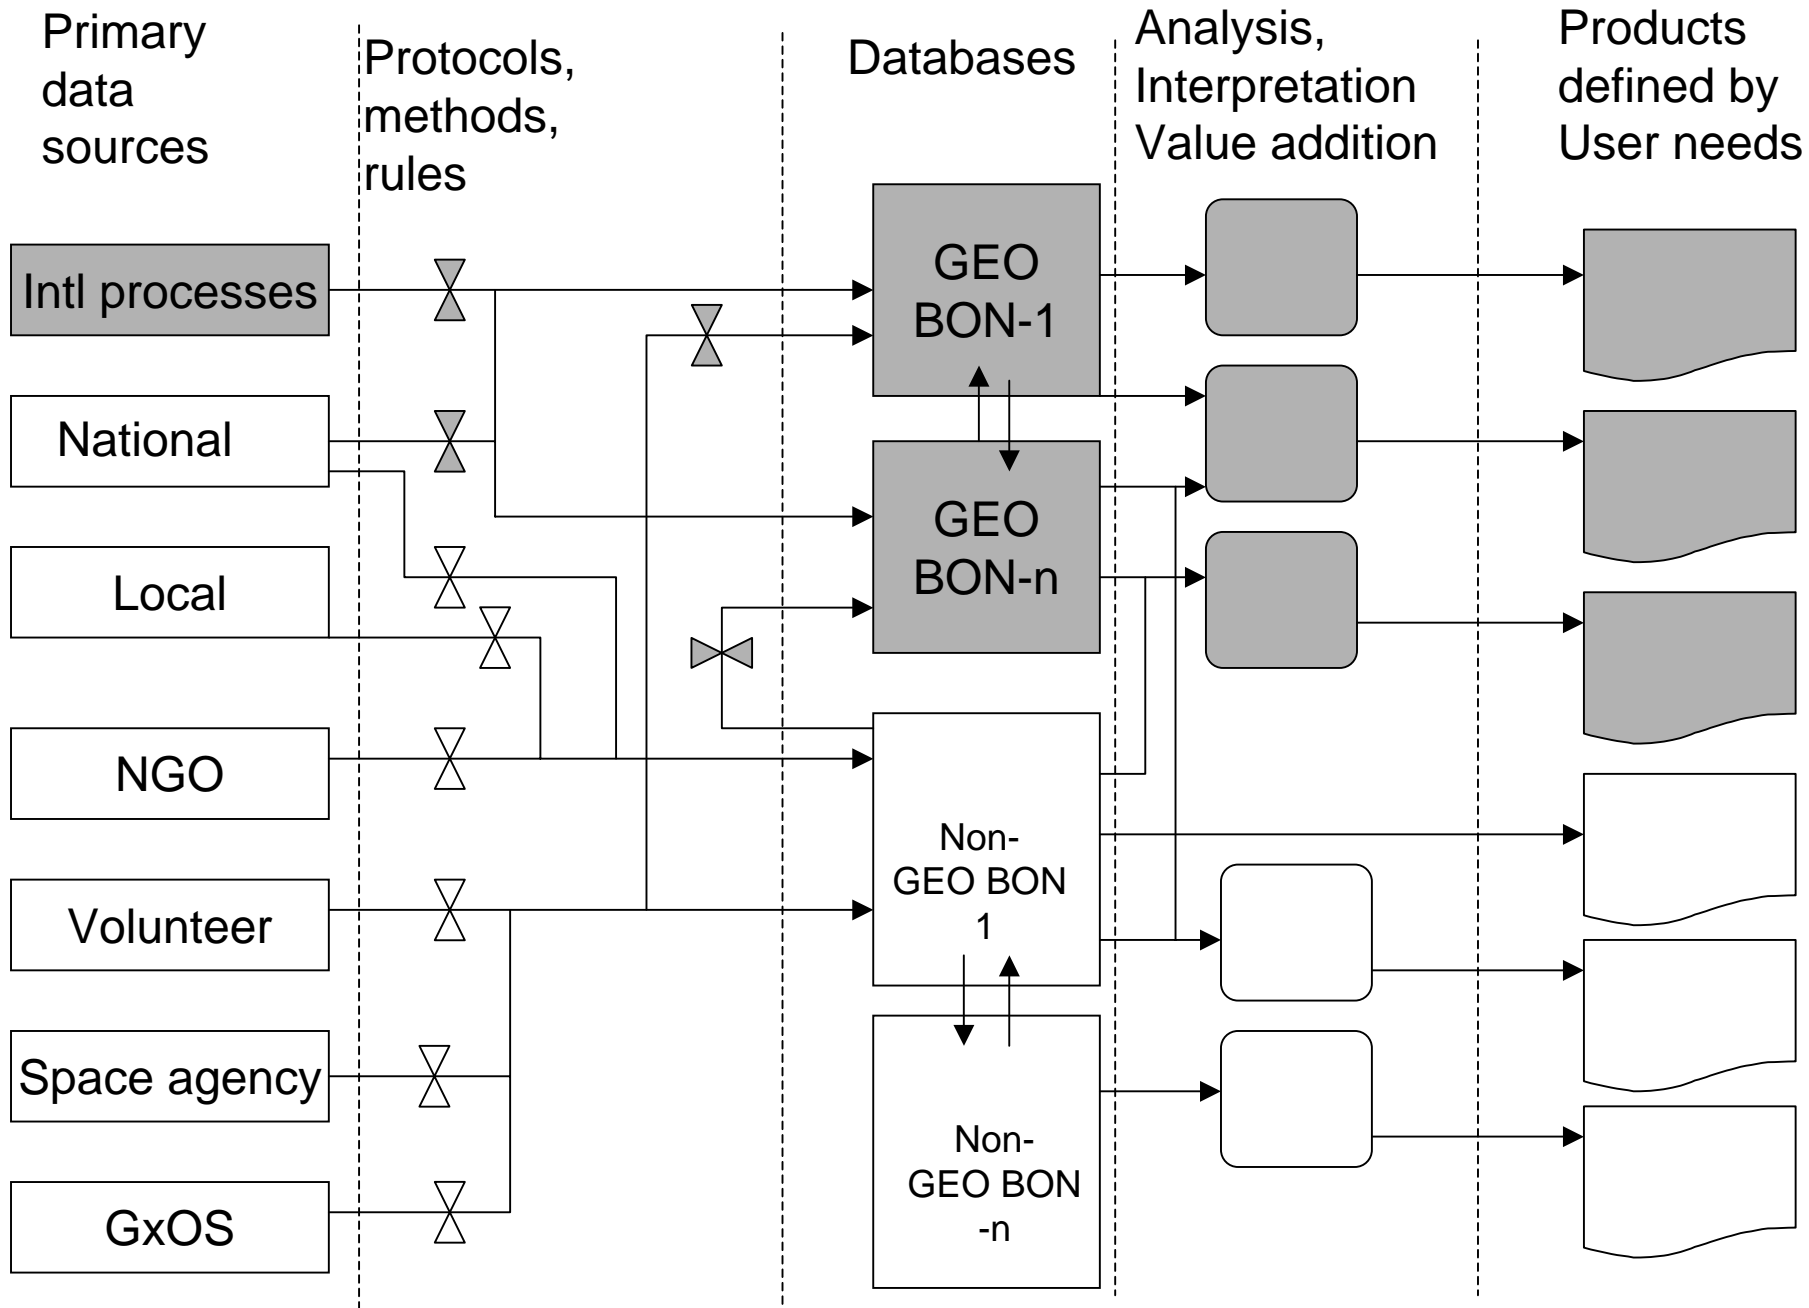 Primary
data
sources
Protocols,
methods,
rules
Databases
Analysis,
Interpretation
Value addition
Products
defined by
User needs
Intl processes
National
Local
NGO
Volunteer
Space agency
GxOS
GEO
BON-1
GEO
BON-n
Non-
GEO BON
1
Non-
GEO BON
-n